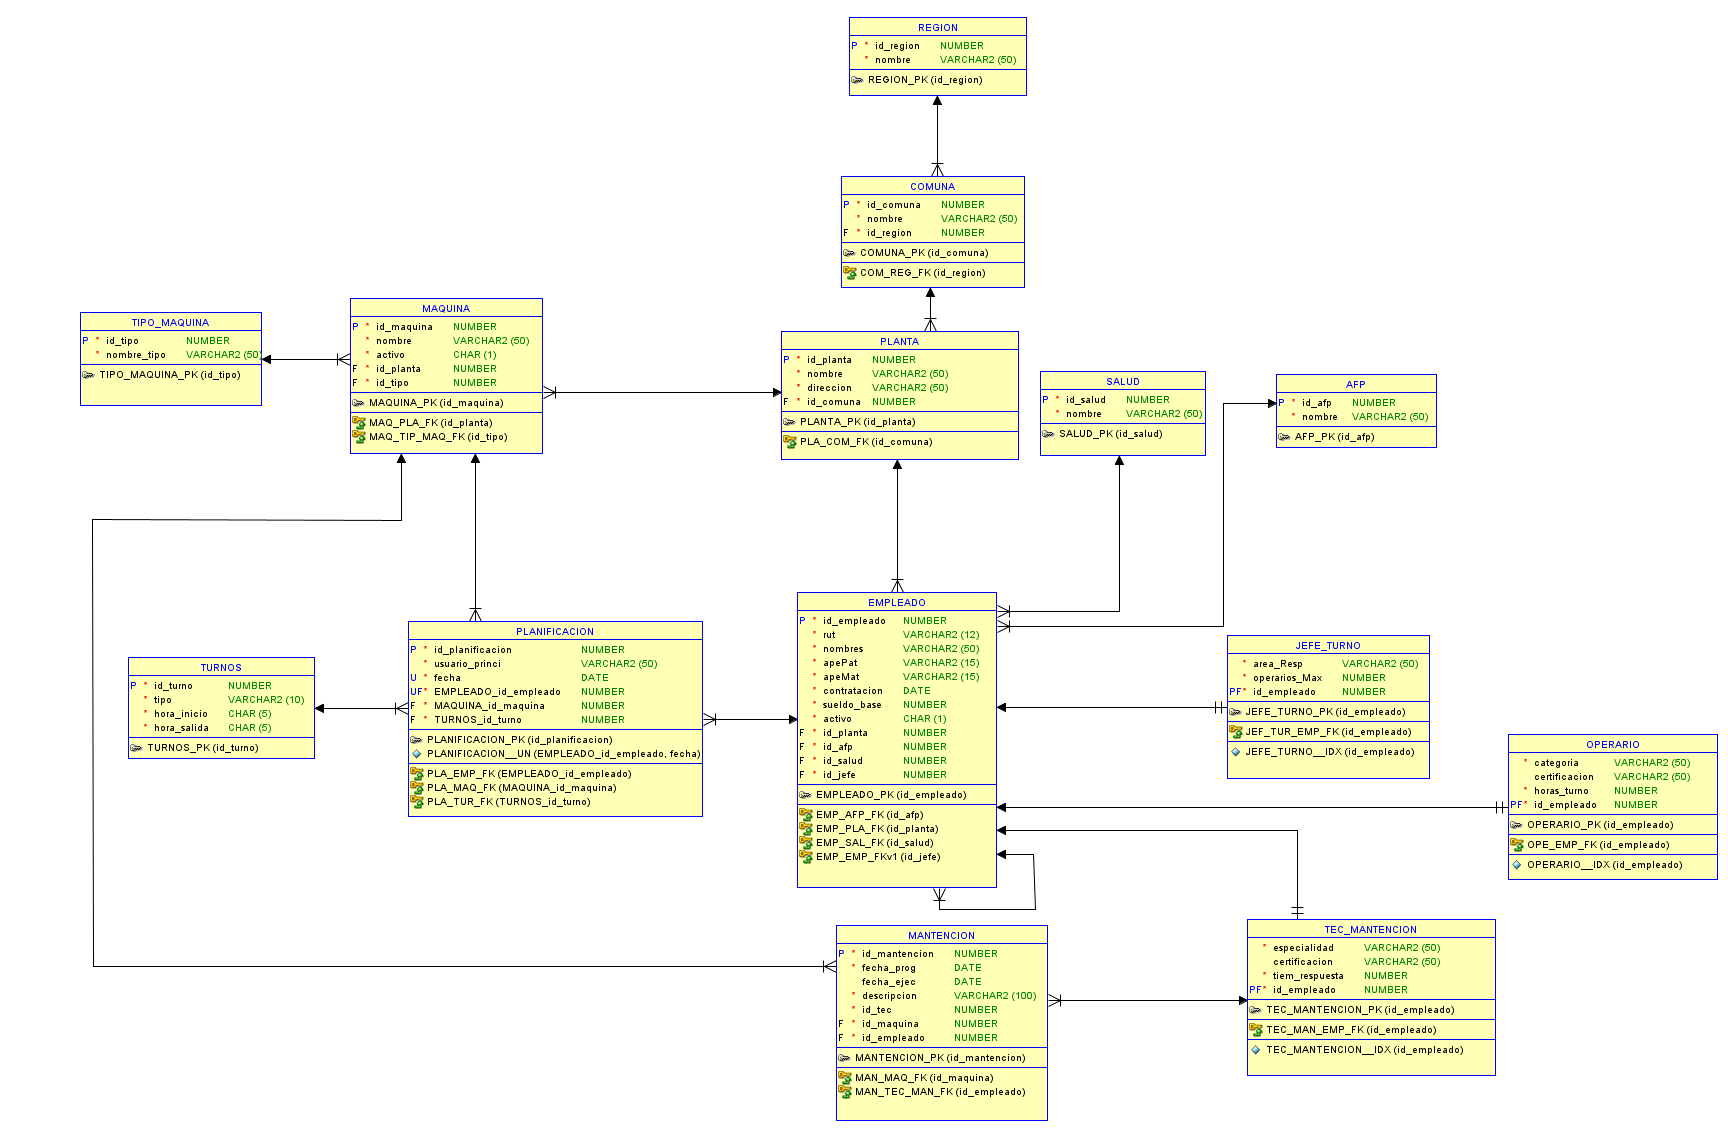 REGION
P * id_region NUMBER
* nombre VARCHAR2 (50)
REGION_PK (id_region)
COMUNA
P * id_comuna NUMBER
* nombre VARCHAR2 (50)
F * id_region NUMBER
COMUNA_PK (id_comuna)
COM_REG_FK (id_region)
TIPO_MAQUINA
P * id_tipo NUMBER
* nombre_tipo VARCHAR2 (50)
TIPO_MAQUINA_PK (id_tipo)
MAQUINA
P * id_maquina NUMBER
* nombre VARCHAR2 (50)
* activo CHAR (1)
F * id_planta NUMBER
F * id_tipo NUMBER
MAQUINA_PK (id_maquina)
MAQ_PLA_FK (id_planta)
MAQ_TIP_MAQ_FK (id_tipo)
PLANTA
P * id_planta NUMBER
* nombre VARCHAR2 (50)
* direccion VARCHAR2 (50)
F * id_comuna NUMBER
PLANTA_PK (id_planta)
PLA_COM_FK (id_comuna)
SALUD
P * id_salud NUMBER
* nombre VARCHAR2 (50)
SALUD_PK (id_salud)
AFP
P * id_afp NUMBER
* nombre VARCHAR2 (50)
AFP_PK (id_afp)
TURNOS
P * id_turno NUMBER
* tipo VARCHAR2 (10)
* hora_inicio CHAR (5)
* hora_salida CHAR (5)
TURNOS_PK (id_turno)
PLANIFICACION
P * id_planificacion NUMBER
* usuario_princi VARCHAR2 (50)
U * fecha DATE
UF* EMPLEADO_id_empleado NUMBER
F * MAQUINA_id_maquina NUMBER
F * TURNOS_id_turno NUMBER
PLANIFICACION_PK (id_planificacion)
PLANIFICACION__UN (EMPLEADO_id_empleado, fecha)
PLA_EMP_FK (EMPLEADO_id_empleado)
PLA_MAQ_FK (MAQUINA_id_maquina)
PLA_TUR_FK (TURNOS_id_turno)
EMPLEADO
P * id_empleado NUMBER
* rut VARCHAR2 (12)
* nombres VARCHAR2 (50)
* apePat VARCHAR2 (15)
* apeMat VARCHAR2 (15)
* contratacion DATE
* sueldo_base NUMBER
* activo CHAR (1)
F * id_planta NUMBER
F * id_afp NUMBER
F * id_salud NUMBER
F * id_jefe NUMBER
EMPLEADO_PK (id_empleado)
EMP_AFP_FK (id_afp)
EMP_PLA_FK (id_planta)
EMP_SAL_FK (id_salud)
EMP_EMP_FKv1 (id_jefe)
JEFE_TURNO
* area_Resp VARCHAR2 (50)
* operarios_Max NUMBER
PF* id_empleado NUMBER
JEFE_TURNO_PK (id_empleado)
JEF_TUR_EMP_FK (id_empleado)
JEFE_TURNO__IDX (id_empleado)
OPERARIO
* categoria VARCHAR2 (50)
certificacion VARCHAR2 (50)
* horas_turno NUMBER
PF* id_empleado NUMBER
OPERARIO_PK (id_empleado)
OPE_EMP_FK (id_empleado)
OPERARIO__IDX (id_empleado)
MANTENCION
P * id_mantencion NUMBER
* fecha_prog DATE
fecha_ejec DATE
* descripcion VARCHAR2 (100)
* id_tec NUMBER
F * id_maquina NUMBER
F * id_empleado NUMBER
MANTENCION_PK (id_mantencion)
MAN_MAQ_FK (id_maquina)
MAN_TEC_MAN_FK (id_empleado)
TEC_MANTENCION
* especialidad VARCHAR2 (50)
certificacion VARCHAR2 (50)
* tiem_respuesta NUMBER
PF* id_empleado NUMBER
TEC_MANTENCION_PK (id_empleado)
TEC_MAN_EMP_FK (id_empleado)
TEC_MANTENCION__IDX (id_empleado)